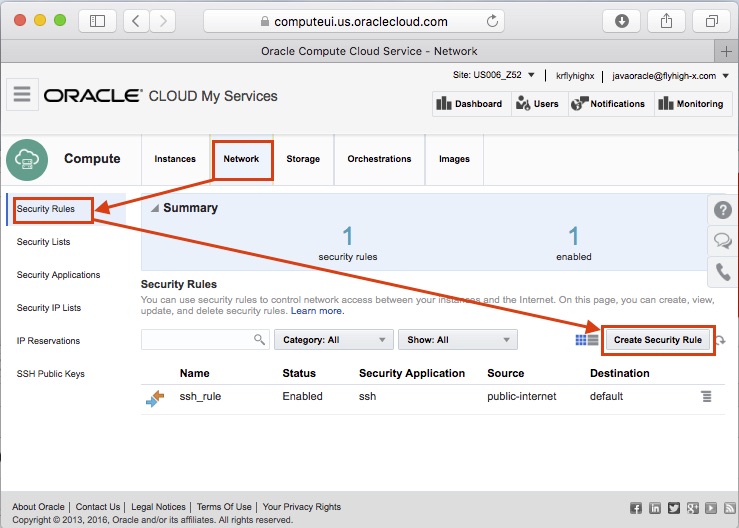 computeui.us.oraclecloud.com
Oracle Compute Cloud Service - Network
Site: US006_Z52 krflyhighx javaoracle@flyhigh-x.com
ORACLE CLOUD My Services
Dashboard Users Notifications Monitoring
Compute Instances Network Storage Orchestrations Images
Security Rules
Security Lists
Security Applications
Security IP Lists
IP Reservations
SSH Public Keys
Summary
1 1
security rules enabled
Security Rules
You can use security rules to control network access between your instances and the Internet. On this page, you can create, view,
update, and delete security rules. Learn more.
Category: All Show: All Create Security Rule
Name Status Security Application Source Destination
ssh_rule Enabled ssh public-internet default
About Oracle | Contact Us | Legal Notices | Terms Of Use | Your Privacy Rights
Copyright © 2013, 2016, Oracle and/or its affiliates. All rights reserved.